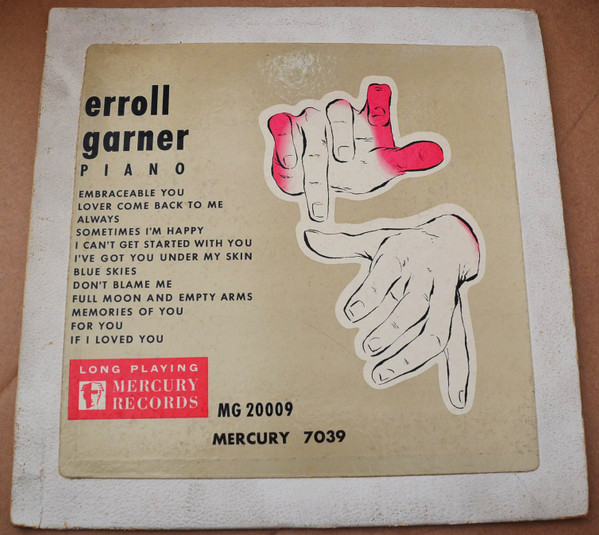 erroll
garner
PIANO
EMBRACEABLE YOU
LOVER COME BACK TO ME
ALWAYS
SOMETIMES I'M HAPPY
I CAN'T GET STARTED WITH YOU
I'VE GOT YOU UNDER MY SKIN
BLUE SKIES
DON'T BLAME ME
FULL MOON AND EMPTY ARMS
MEMORIES OF YOU
FOR YOU
IF I LOVED YOU
LONG PLAYING
MERCURY
RECORDS
MG 20009
MERCURY 7039